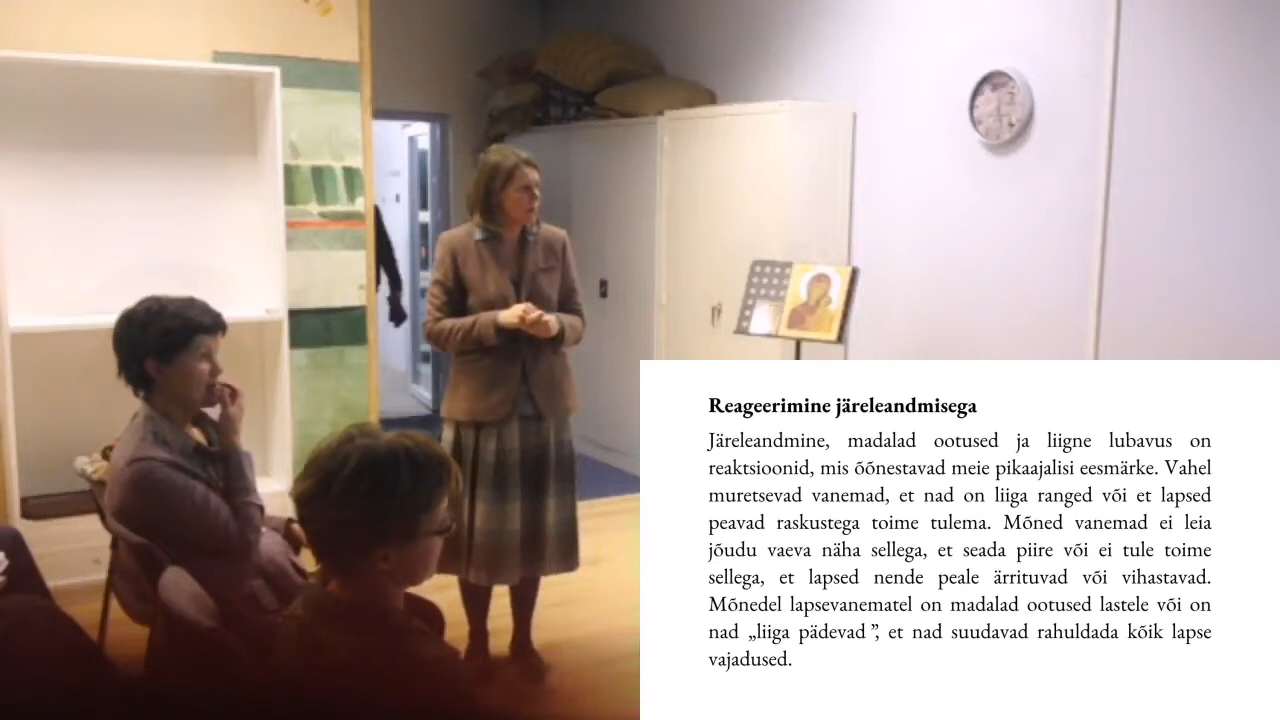 Reageerimine järeleandmisega
Järeleandmine, madalad ootused ja liigne lubavus on
reaktsioonid, mis õõnestavad meie pikaajalisi eesmärke. Vahel
muretsevad vanemad, et nad on liiga ranged või et lapsed
peavad raskustega toime tulema. Mõned vanemad ei leia
jõudu vaeva näha sellega, et seada piire või ei tule toime
sellega, et lapsed nende peale ärrituvad või vihastavad.
Mõnedel lapsevanematel on madalad ootused lastele või on
nad „liiga pädevad”, et nad suudavad rahuldada kõik lapse
vajadused.